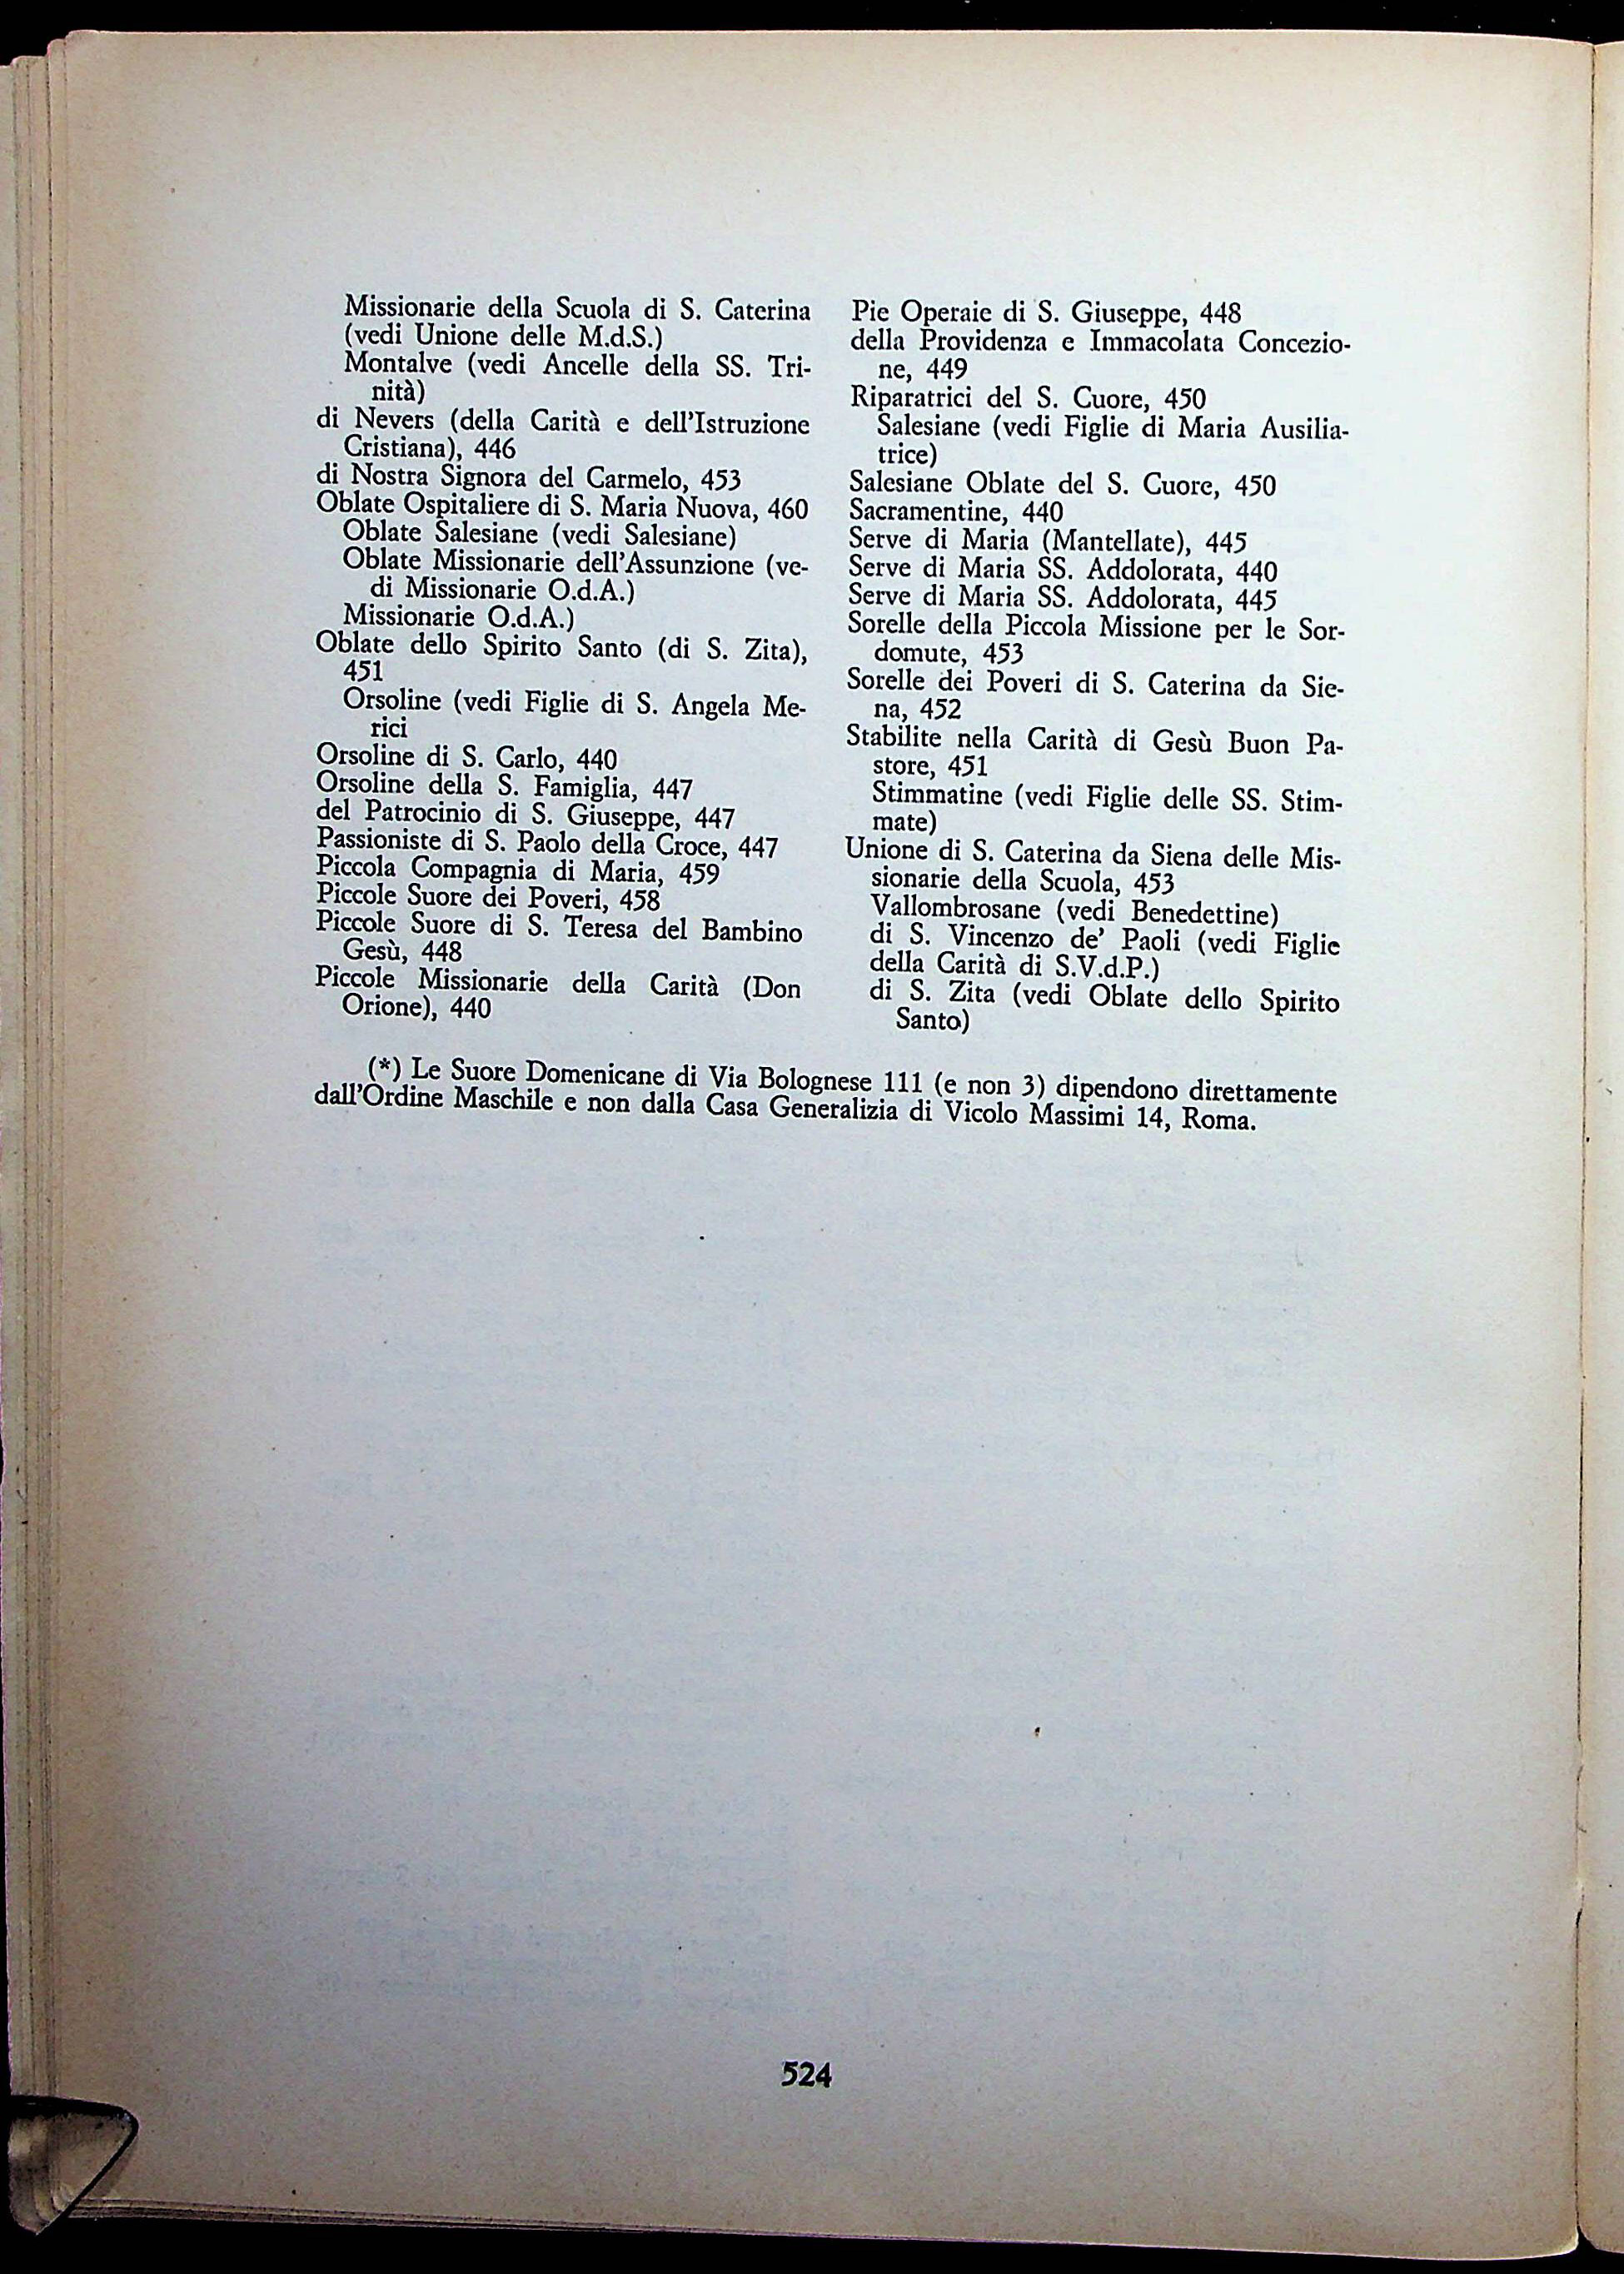 Missionarie della Scuola di S. Caterina
(vedi Unione delle M.d.S.)
Montalve (vedi Ancelle della SS. Tri-
nità)
di Nevers (della Carità e dell'Istruzione
Cristiana), 446
di Nostra Signora del Carmelo, 453
Oblate Ospitaliere di S. Maria Nuova, 460
Oblate Salesiane (vedi Salesiane)
Oblate Missionarie dell'Assunzione (ve-
di Missionarie O.d.A.)
Missionarie O.d.A.)
Oblate dello Spirito Santo (di S. Zita),
451
Orsoline (vedi Figlie di S. Angela Me-
rici
Orsoline di S. Carlo, 440
Orsoline della S. Famiglia, 447
del Patrocinio di S. Giuseppe, 447
Passioniste di S. Paolo della Croce, 447
Piccola Compagnia di Maria, 459
Piccole Suore dei Poveri, 458
Piccole Suore di S. Teresa del Bambino
Gesù, 448
Piccole Missionarie della Carità (Don
Orione), 440
Pie Operaie di S. Giuseppe, 448
della Providenza e Immacolata Concezio-
ne, 449
Riparatrici del S. Cuore, 450
Salesiane (vedi Figlie di Maria Ausilia-
trice)
Salesiane Oblate del S. Cuore, 450
Sacramentine, 440
Serve di Maria (Mantellate), 445
Serve di Maria SS. Addolorata, 440
Serve di Maria SS. Addolorata, 445
Sorelle della Piccola Missione per le Sor-
domute, 453
Sorelle dei Poveri di S. Caterina da Sie-
na, 452
Stabilite nella Carità di Gesù Buon Pa-
store, 451
Stimmatine (vedi Figlie delle SS. Stim-
mate)
Unione di S. Caterina da Siena delle Mis-
sionarie della Scuola, 453
Vallombrosane (vedi Benedettine)
di S. Vincenzo de' Paoli (vedi Figlie
della Carità di S.V.d.P.)
di S. Zita (vedi Oblate dello Spirito
Santo)
(*) Le Suore Domenicane di Via Bolognese 111 (e non 3) dipendono direttamente
dall'Ordine Maschile e non dalla Casa Generalizia di Vicolo Massimi 14, Roma.
524